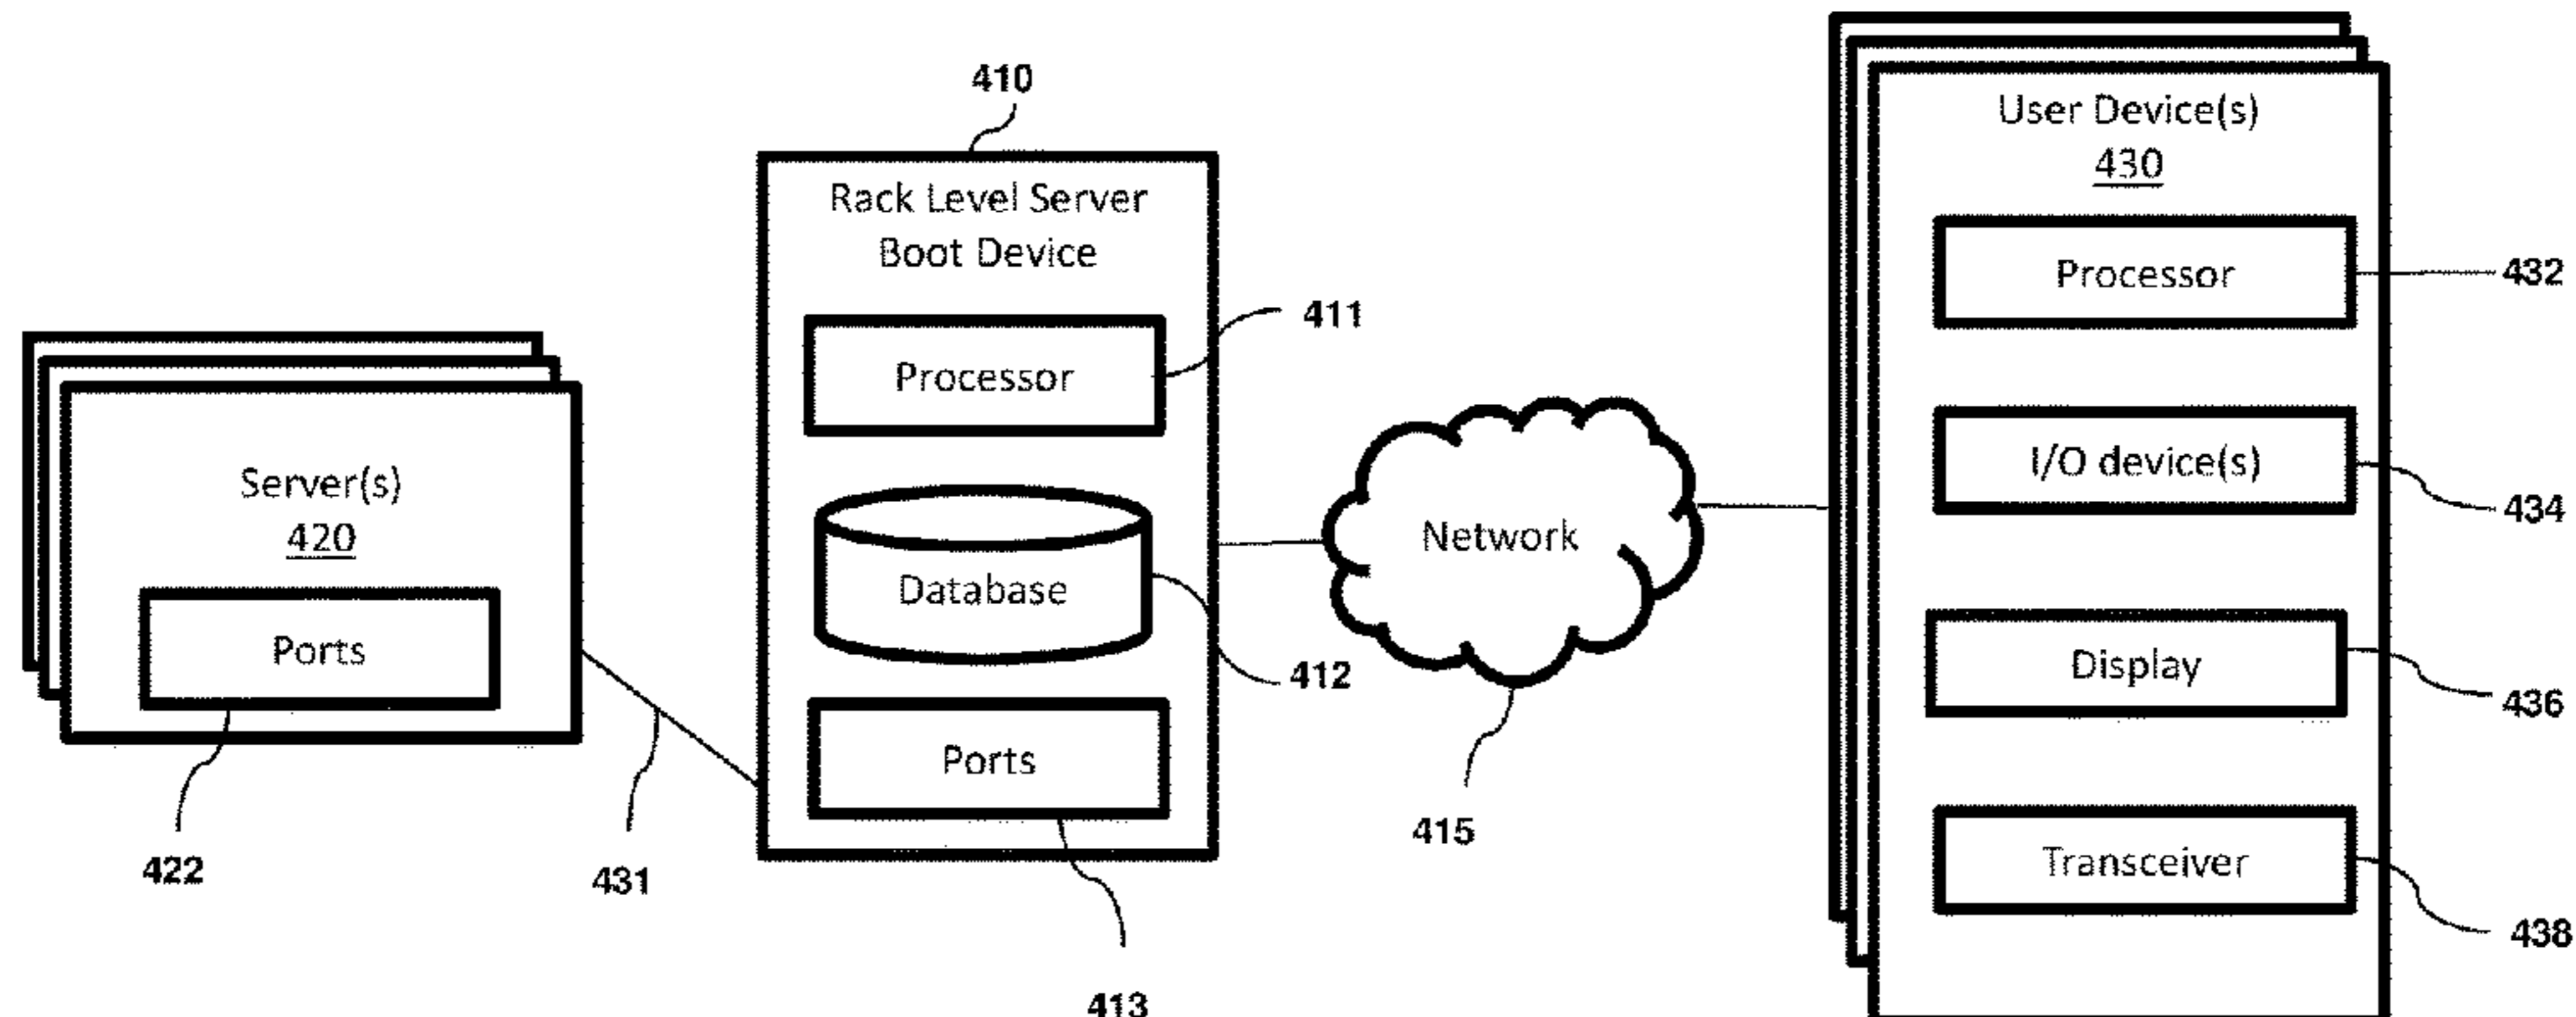 410
Rack Level Server
Boot Device
Processor
411
Database
412
Ports
413
Server(s)
420
Ports
422
431
Network
415
User Device(s)
430
Processor
432
I/O device(s)
434
Display
436
Transceiver
438